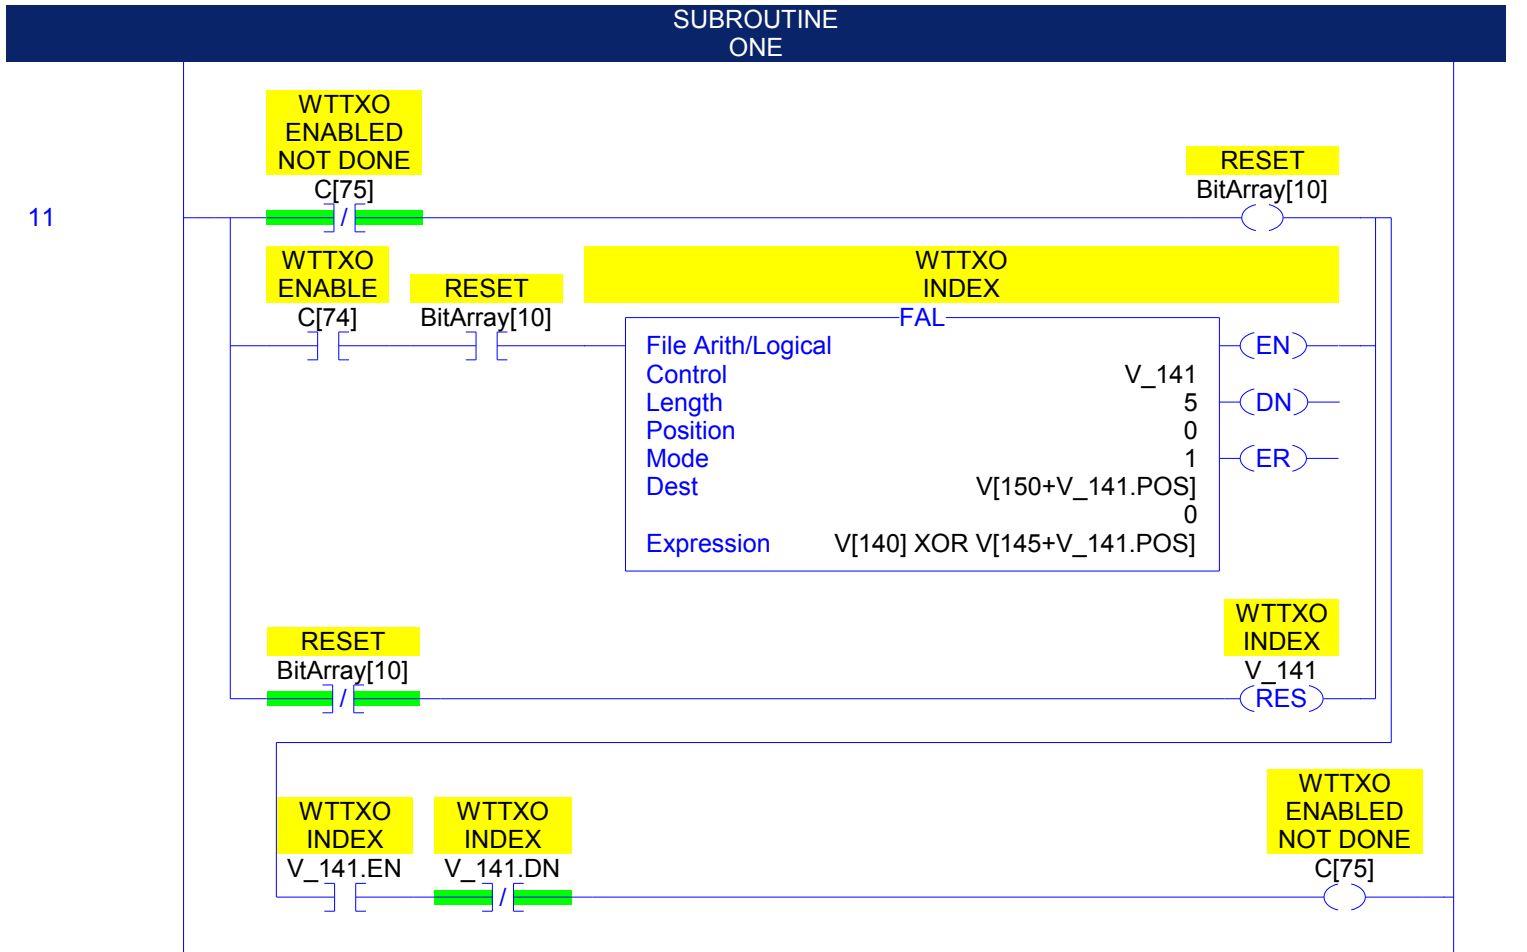 SUBROUTINE
ONE
WTTXO
ENABLED
NOT DONE
C[75]
RESET
BitArray[10]
11
/
WTTXO
ENABLE
C[74]
RESET
BitArray[10]
WTTXO
INDEX
FAL
File Arith/Logical
Control V_141
Length 5
Position 0
Mode 1
Dest V[150+V_141.POS]
0
Expression V[140] XOR V[145+V_141.POS]
EN
DN
ER
RESET
BitArray[10]
/
WTTXO
INDEX
V_141
RES
WTTXO
INDEX
V_141.EN
WTTXO
INDEX
V_141.DN
/
WTTXO
ENABLED
NOT DONE
C[75]